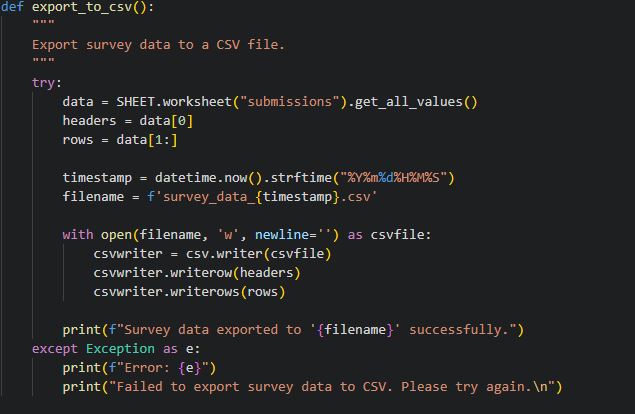 def export_to_csv():
    """
    Export survey data to a CSV file.
    """
    try:
        data = SHEET.worksheet("submissions").get_all_values()
        headers = data[0]
        rows = data[1:]

        timestamp = datetime.now().strftime("%Y%m%d%H%M%S")
        filename = f'survey_data_{timestamp}.csv'

        with open(filename, 'w', newline='') as csvfile:
            csvwriter = csv.writer(csvfile)
            csvwriter.writerow(headers)
            csvwriter.writerows(rows)

        print(f"Survey data exported to '{filename}' successfully.")
    except Exception as e:
        print(f"Error: {e}")
        print("Failed to export survey data to CSV. Please try again.\n")